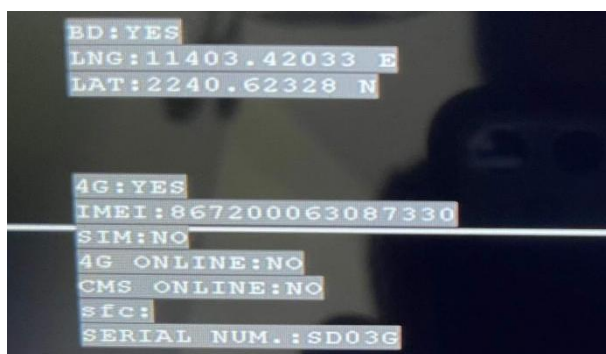 BD:YES
LNG:11403.42033 E
LAT:2240.62328 N
4G:YES
IMEI:867200063087330
SIM:NO
4G ONLINE:NO
CMS ONLINE:NO
sfc:
SERIAL NUM.:SD03G